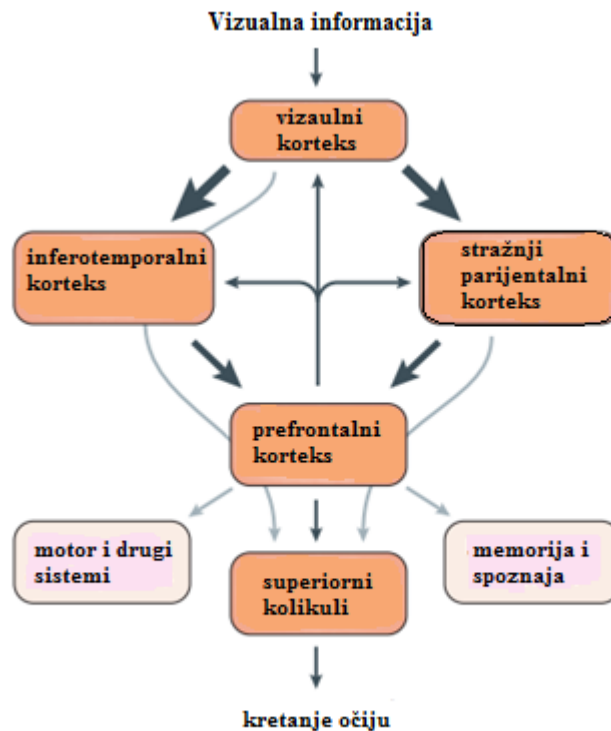 Vizualna informacija
vizaulni
korteks
inferotemporalni
korteks
stražnji
parijentalni
korteks
prefrontalni
korteks
motor i drugi
sistemi
superiorni
kolikuli
memorija i
spoznaja
kretanje očiju